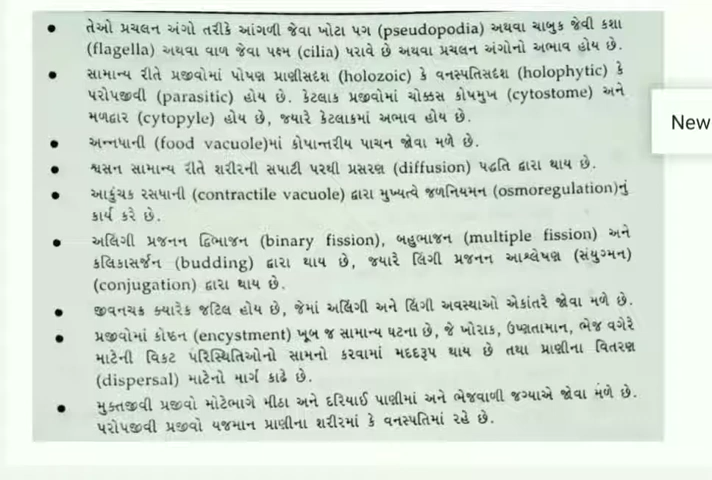 તેઓ પ્રચલન અંગો તરીકે આંગળી જેવા ખોટા પગ (pseudopodia) અથવા ચાબુક જેવી કશા
(flagella) અથવા વાળ જેવા પક્ષ્મ (cilia) ધરાવે છે અથવા પ્રચલન અંગોનો અભાવ હોય છે.
સામાન્ય રીતે પ્રજીવોમાં પોષણ પ્રાણીસદશ (holozoic) કે વનસ્પતિસદશ (holophytic) કે
પરોપજીવી (parasitic) હોય છે. કેટલાક પ્રજીવોમાં ચોક્કસ કોષમુખ (cytostome) અને
મળદ્વાર (cytopyle) હોય છે, જ્યારે કેટલાકમાં અભાવ હોય છે.
New
અન્નધાની (food vacuole)માં કોષાન્તરીય પાચન જોવા મળે છે.
શ્વસન સામાન્ય રીતે શરીરની સપાટી પરથી પ્રસરણ (diffusion) પદ્ધતિ દ્વારા થાય છે.
આકુંચક રસધાની (contractile vacuole) દ્વારા મુખ્યત્વે જળનિયમન (osmoregulation)નું
કાર્ય કરે છે.
અલિંગી પ્રજનન દ્વિભાજન (binary fission), બહુભાજન (multiple fission) અને
કલિકાસર્જન (budding) દ્વારા થાય છે, જ્યારે લિંગી પ્રજનન આશ્લેષણ (સંયુગ્મન)
(conjugation) દ્વારા થાય છે.
જીવનચક્ર ક્યારેક જટિલ હોય છે, જેમાં અલિંગી અને લિંગી અવસ્થાઓ એકાંતરે જોવા મળે છે.
પ્રજીવોમાં કોષ્ઠન (encystment) ખૂબ જ સામાન્ય ઘટના છે, જે ખોરાક, ઉષ્ણતામાન, ભેજ વગેરે
માટેની વિકટ પરિસ્થિતિઓનો સામનો કરવામાં મદદરૂપ થાય છે તથા પ્રાણીના વિતરણ
(dispersal) માટેનો માર્ગ કાઢે છે.
મુક્તજીવી પ્રજીવો મોટેભાગે મીઠા અને દરિયાઈ પાણીમાં અને ભેજવાળી જગ્યાએ જોવા મળે છે.
પરોપજીવી પ્રજીવો યજમાન પ્રાણીના શરીરમાં કે વનસ્પતિમાં રહે છે.